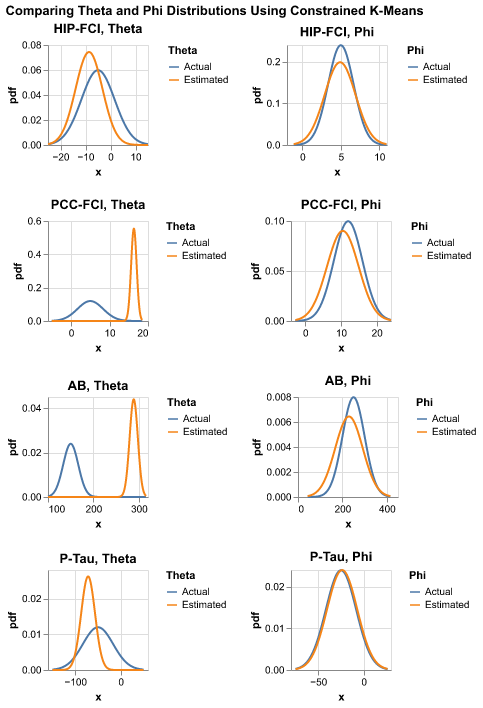 Comparing Theta and Phi Distributions Using Constrained K-Means
HIP-FCI, Theta
pdf
0.08
0.06
0.04
0.02
0.00
−20 −10 0 10
x
Theta
Actual
Estimated
HIP-FCI, Phi
pdf
0.2
0.1
0.0
0 5 10
x
Phi
Actual
Estimated
PCC-FCI, Theta
pdf
0.6
0.4
0.2
0.0
0 10 20
x
Theta
Actual
Estimated
PCC-FCI, Phi
pdf
0.10
0.05
0.00
0 10 20
x
Phi
Actual
Estimated
AB, Theta
pdf
0.04
0.02
0.00
100 200 300
x
Theta
Actual
Estimated
AB, Phi
pdf
0.008
0.006
0.004
0.002
0.000
0 200 400
x
Phi
Actual
Estimated
P-Tau, Theta
pdf
0.02
0.01
0.00
−100 0
x
Theta
Actual
Estimated
P-Tau, Phi
pdf
0.02
0.01
0.00
−50 0
x
Phi
Actual
Estimated